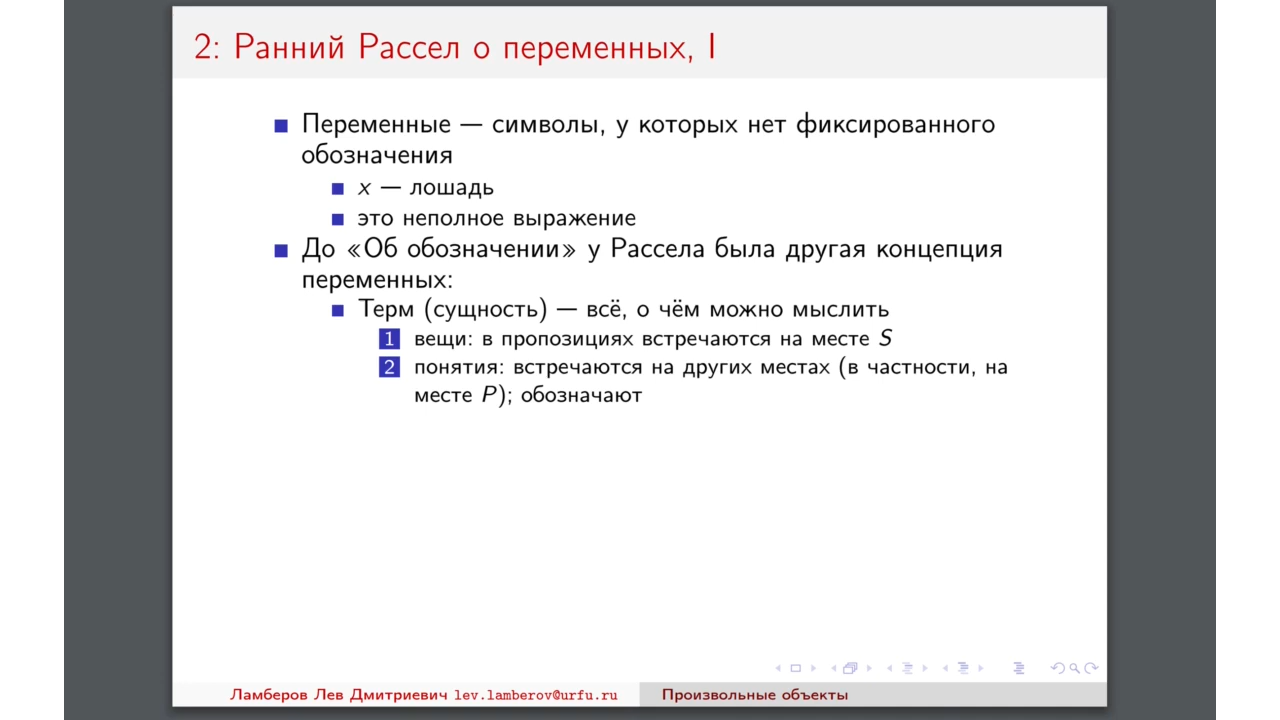 2: Ранний Рассел о переменных, I
Переменные — символы, у которых нет фиксированного
обозначения
x — лошадь
это неполное выражение
До «Об обозначении» у Рассела была другая концепция
переменных:
Терм (сущность) — всё, о чём можно мыслить
1 вещи: в пропозициях встречаются на месте S
2 понятия: встречаются на других местах (в частности, на
месте P); обозначают
Ламберов Лев Дмитриевич lev.lamberov@urfu.ru
Произвольные объекты